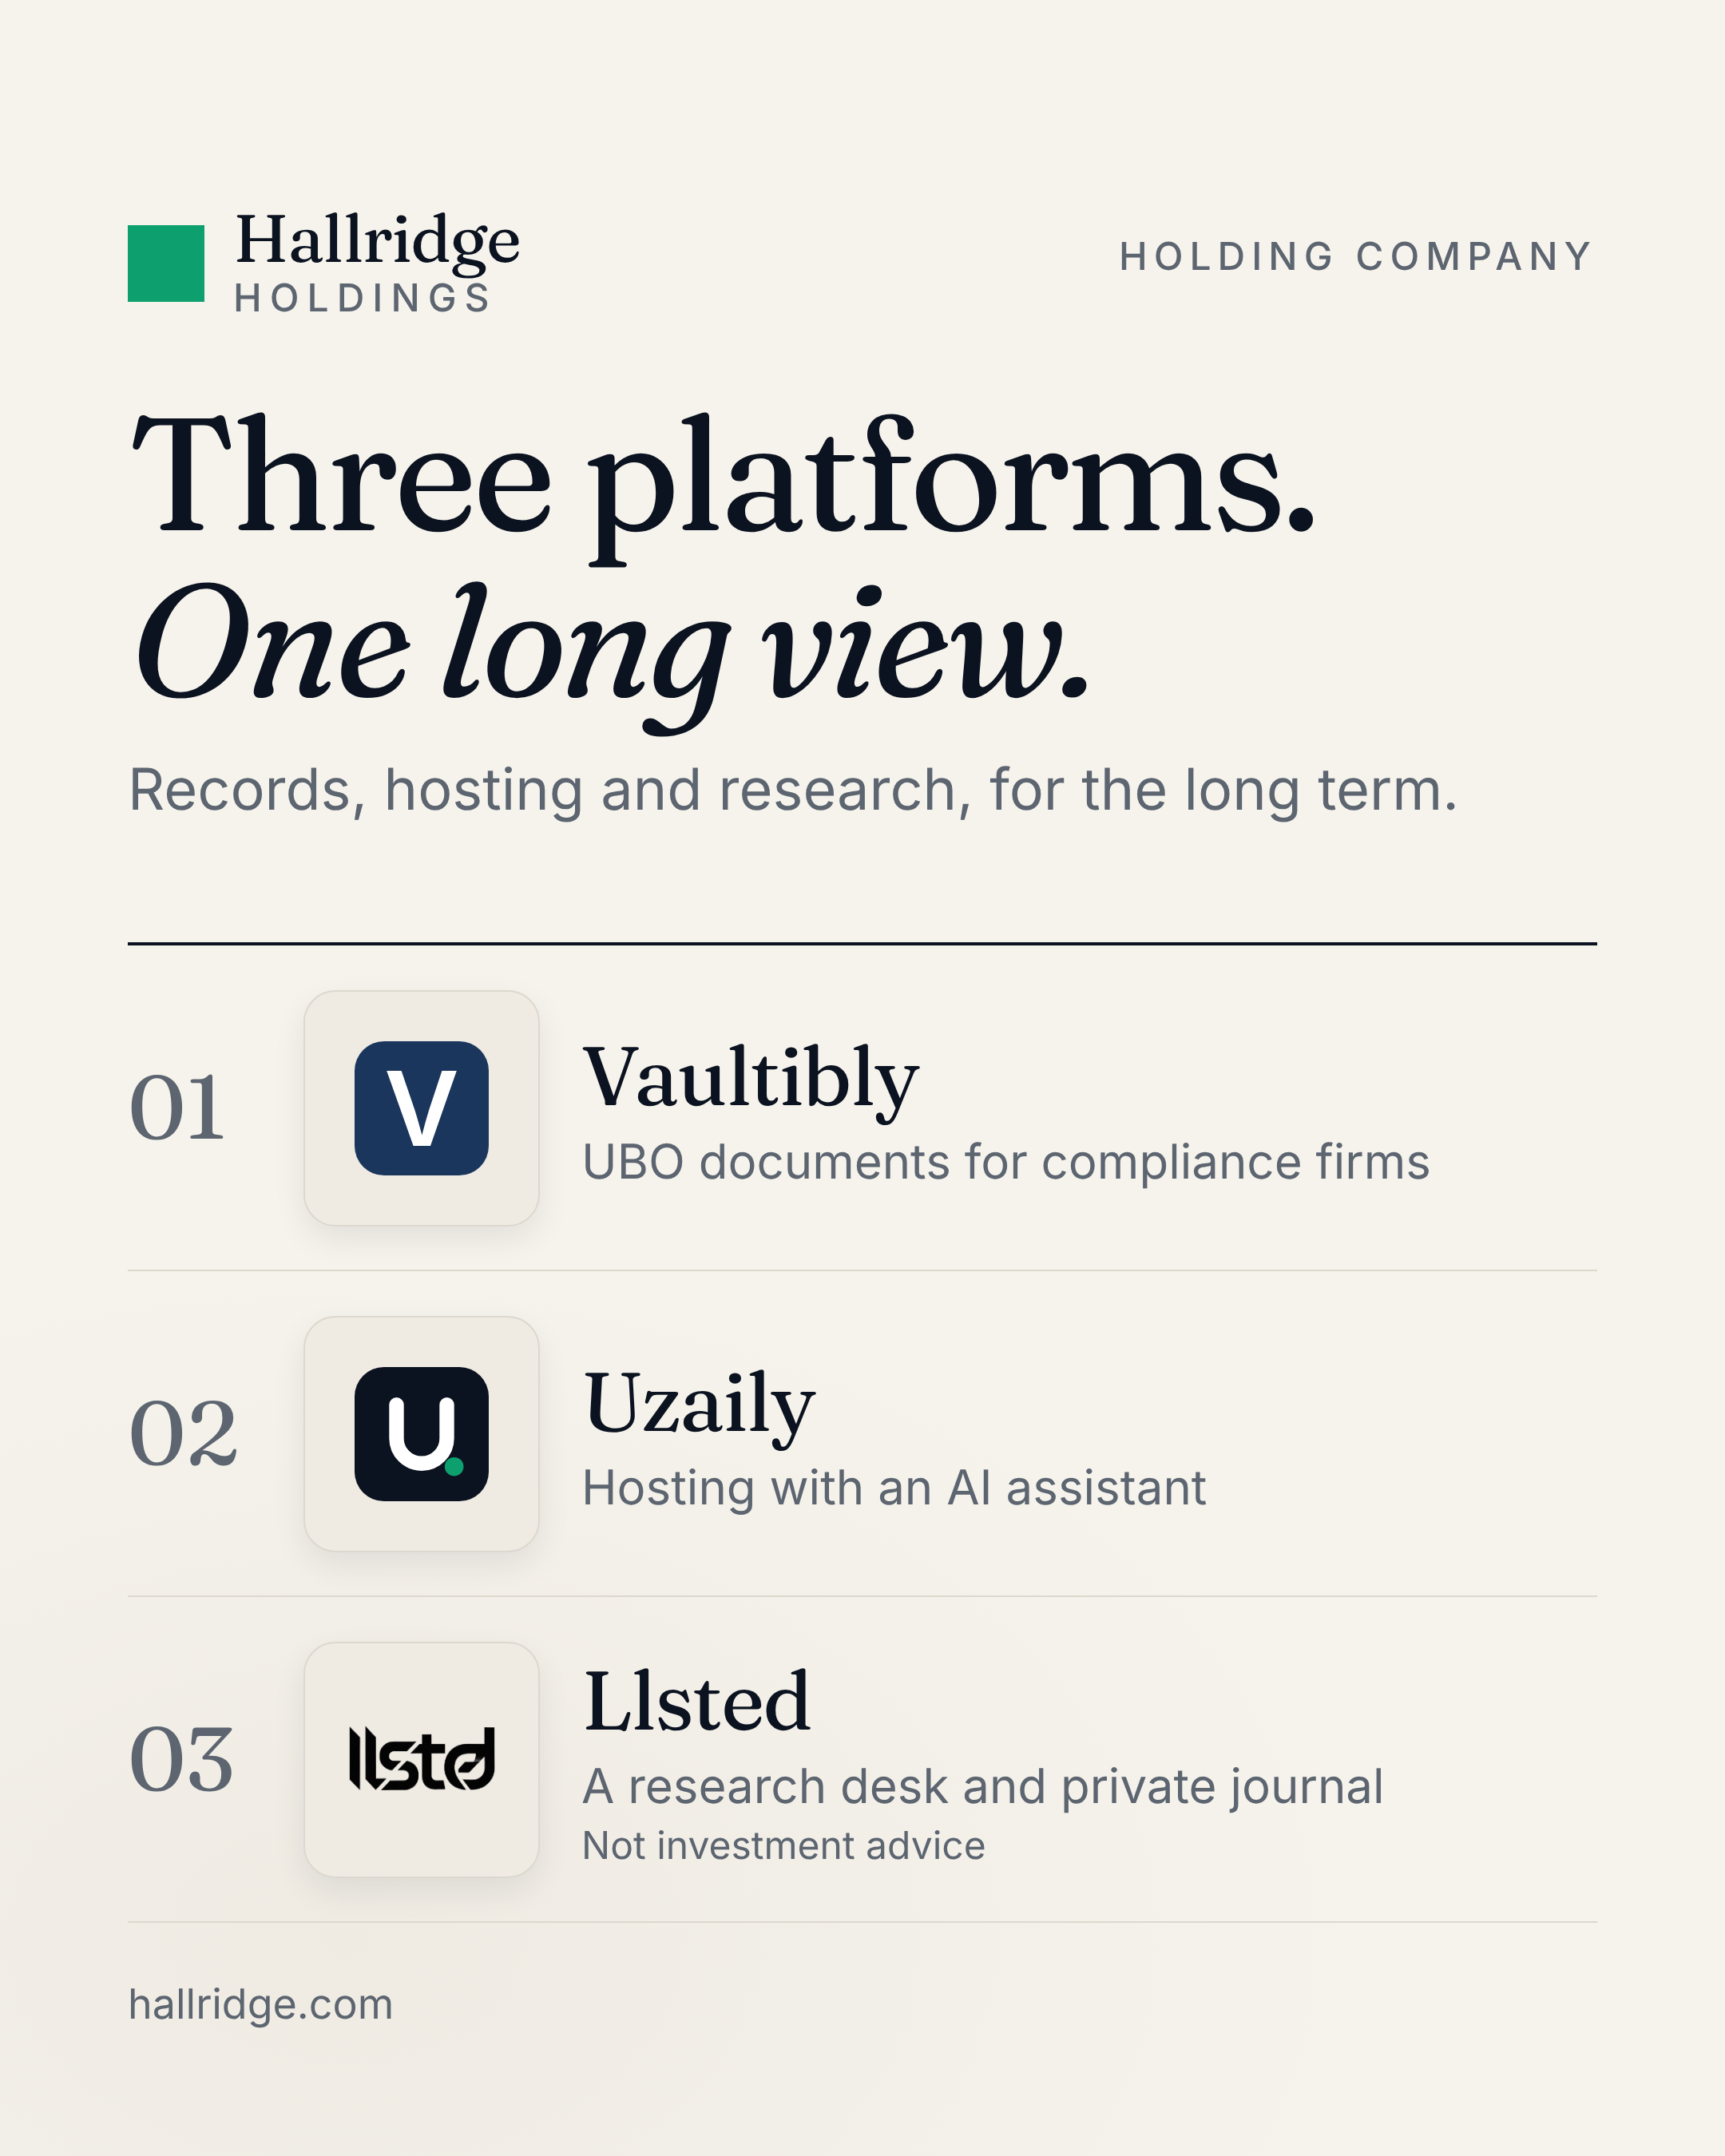 Hallridge
HOLDINGS
HOLDING COMPANY
Three platforms.
One long view.
Records, hosting and research, for the long term.
01
V
Vaultibly
UBO documents for compliance firms
02
U
Uzaily
Hosting with an AI assistant
03
llstd
Llsted
A research desk and private journal
Not investment advice
hallridge.com